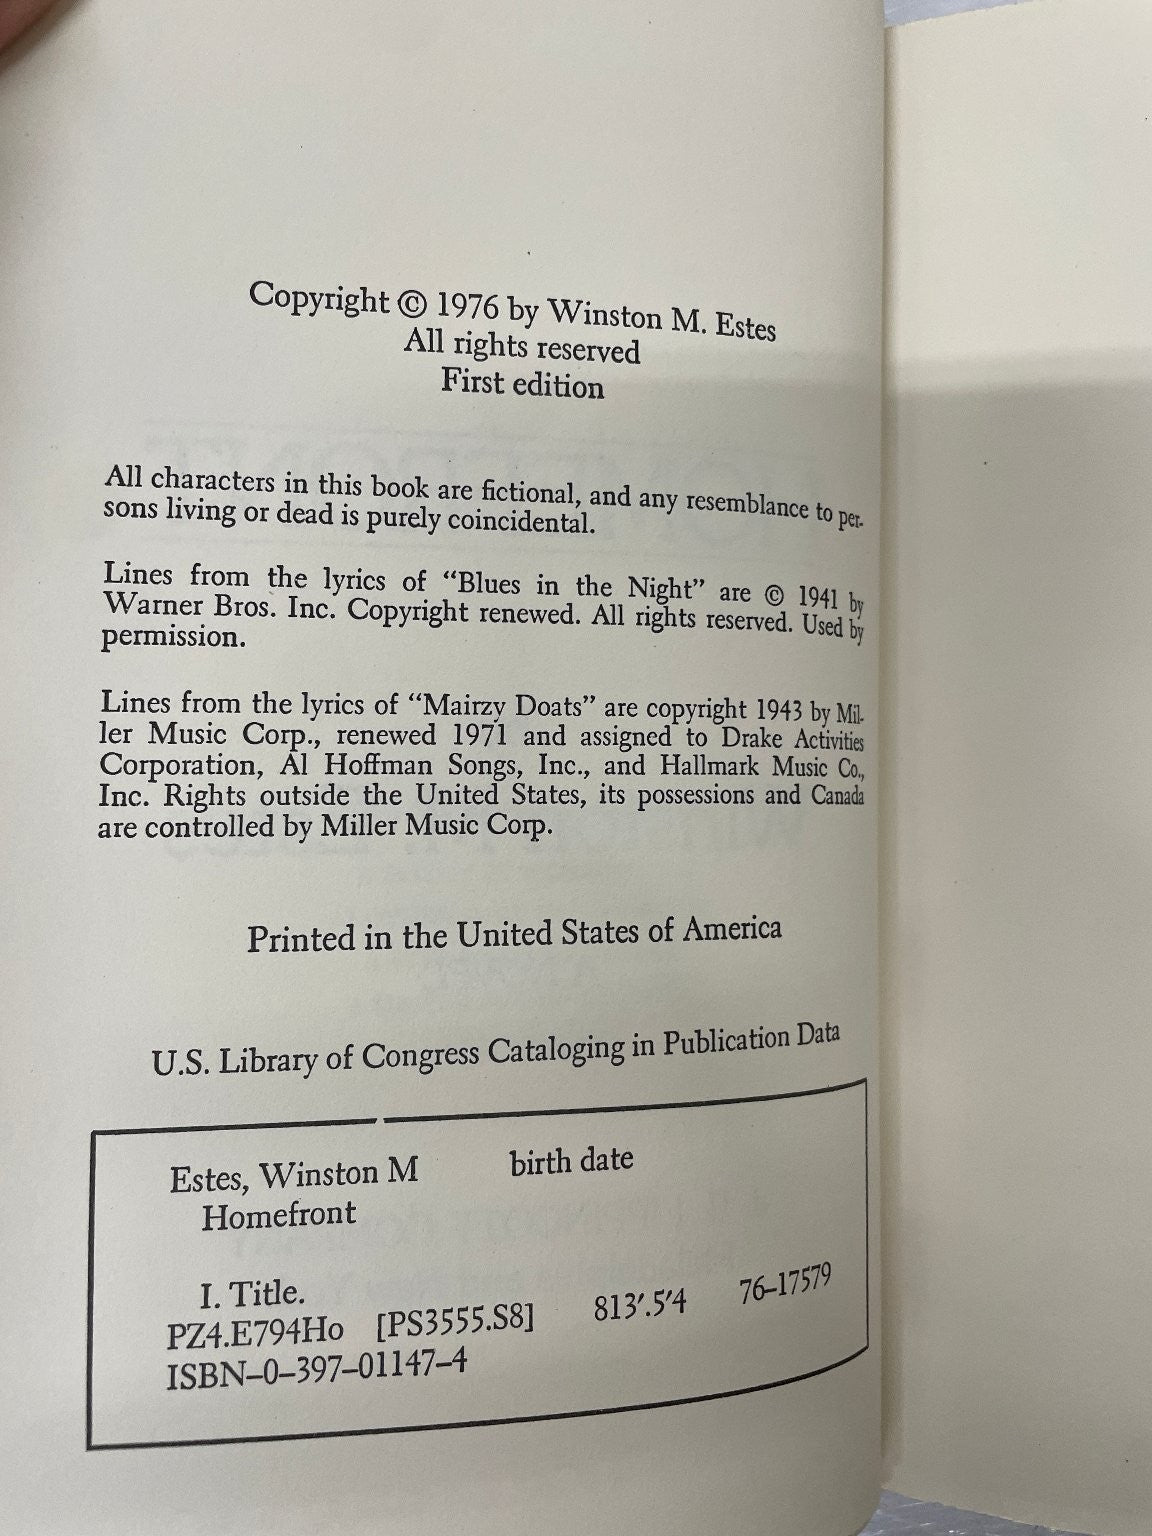 Copyright © 1976 by Winston M. Estes
All rights reserved
First edition
All characters in this book are fictional, and any resemblance to per-
sons living or dead is purely coincidental.
Lines from the lyrics of “Blues in the Night” are © 1941 by
Warner Bros. Inc. Copyright renewed. All rights reserved. Used by
permission.
Lines from the lyrics of “Mairzy Doats” are copyright 1943 by Mil-
ler Music Corp., renewed 1971 and assigned to Drake Activities
Corporation, Al Hoffman Songs, Inc., and Hallmark Music Co.,
Inc. Rights outside the United States, its possessions and Canada
are controlled by Miller Music Corp.
Printed in the United States of America
U.S. Library of Congress Cataloging in Publication Data
Estes, Winston M birth date
Homefront
I. Title.
PZ4.E794Ho [PS3555.S8] 813′.5′4 76–17579
ISBN–0–397–01147–4